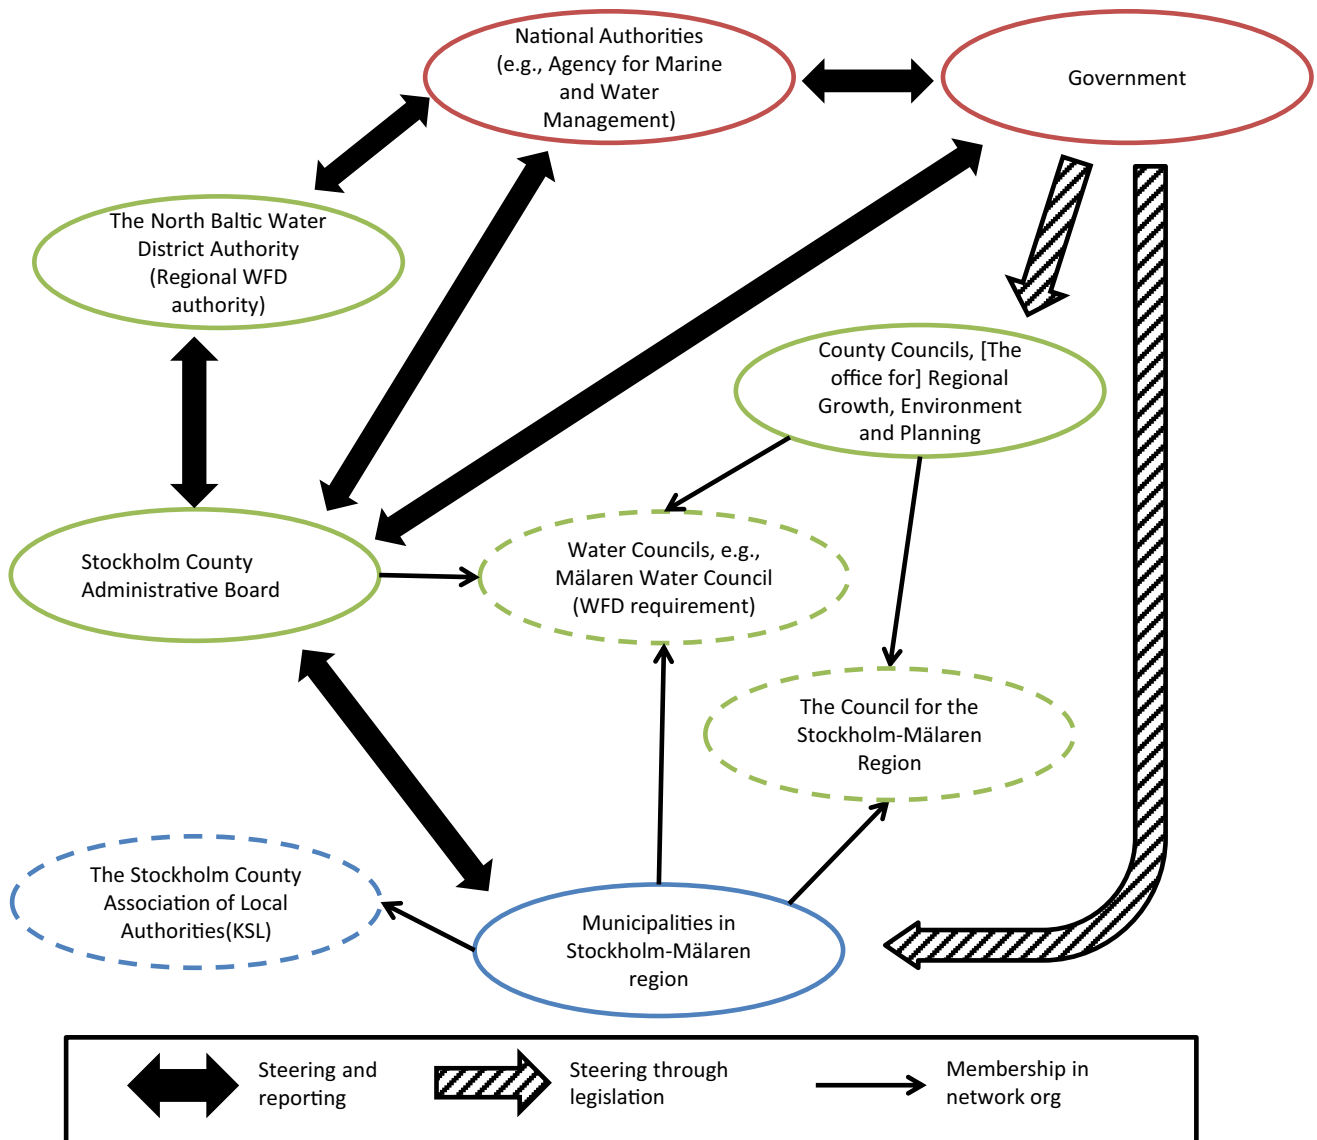 National Authorities
(e.g., Agency for Marine
and Water
Management)
Government
The North Baltic Water
District Authority
(Regional WFD
authority)
County Councils, [The
office for] Regional
Growth, Environment
and Planning
Stockholm County
Administrative Board
Water Councils, e.g.,
Mälaren Water Council
(WFD requirement)
The Council for the
Stockholm-Mälaren
Region
The Stockholm County
Association of Local
Authorities(KSL)
Municipalities in
Stockholm-Mälaren
region
Steering and
reporting
Steering through
legislation
Membership in
network org